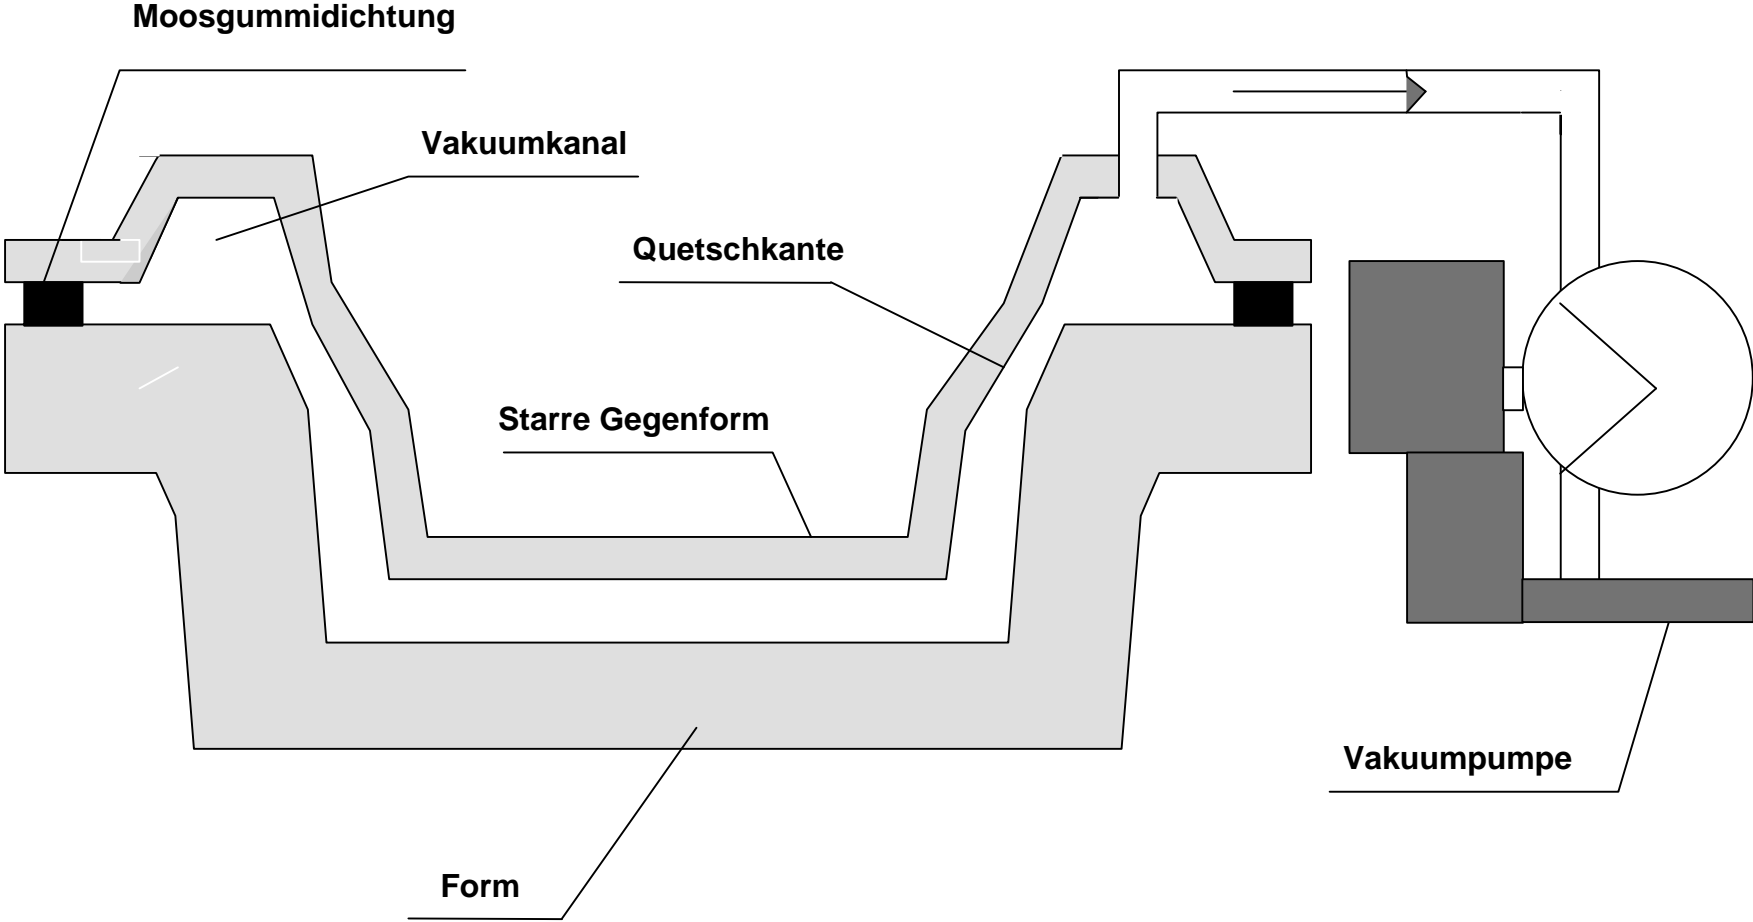 Moosgummidichtung
Vakuumkanal
Quetschkante
Starre Gegenform
Vakuumpumpe
Form